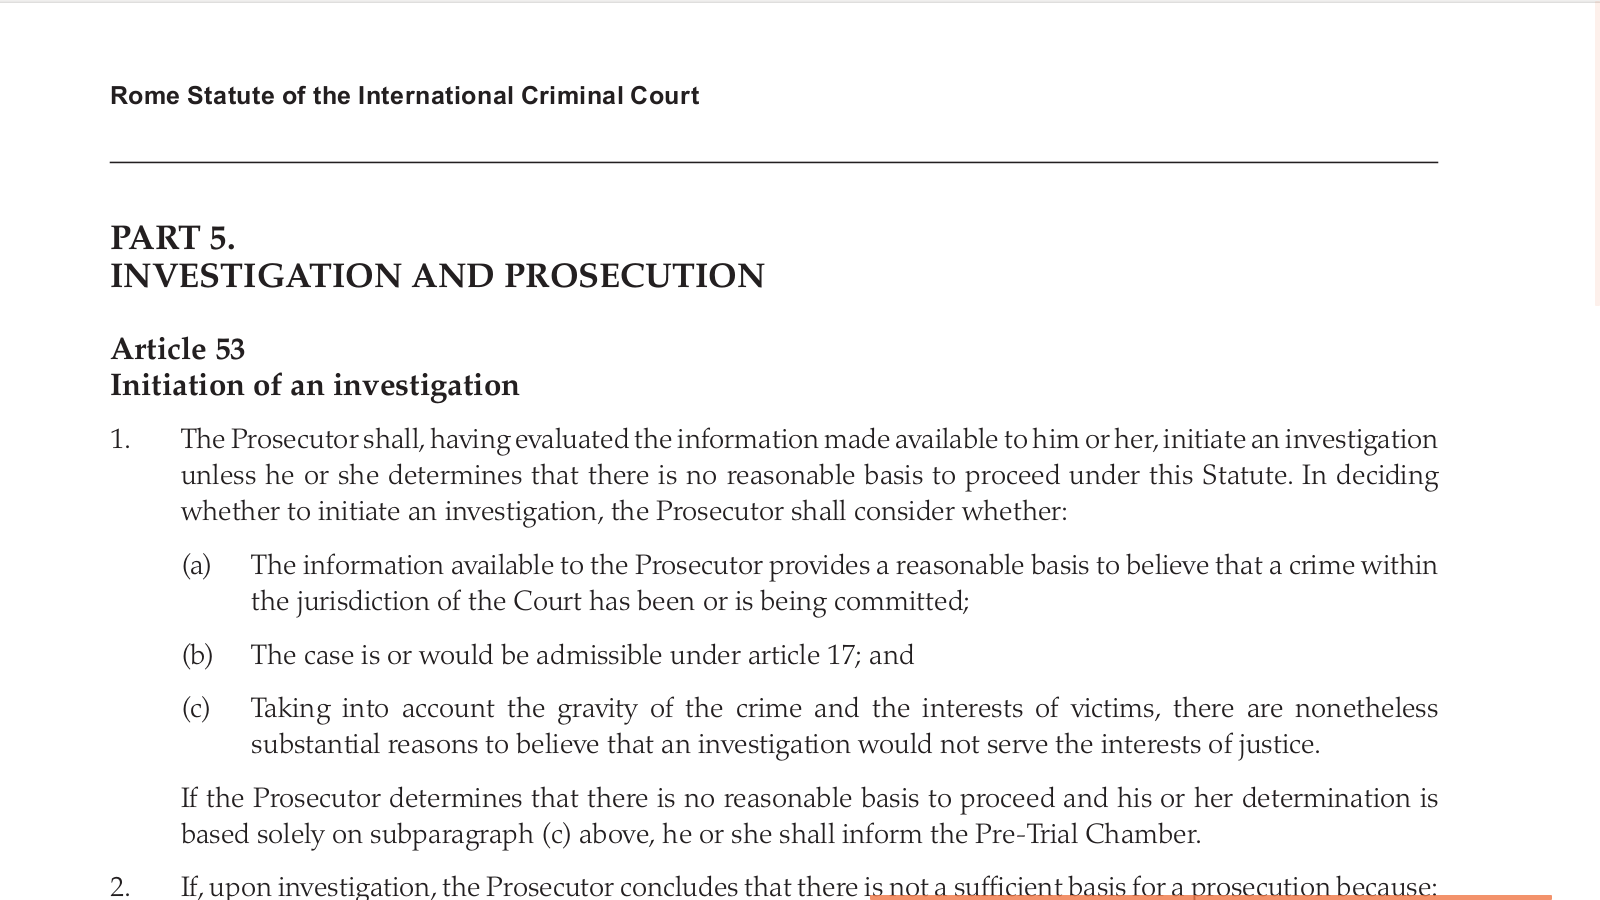 Rome Statute of the International Criminal Court
PART 5.
INVESTIGATION AND PROSECUTION
Article 53
Initiation of an investigation
1. The Prosecutor shall, having evaluated the information made available to him or her, initiate an investigation
unless he or she determines that there is no reasonable basis to proceed under this Statute. In deciding
whether to initiate an investigation, the Prosecutor shall consider whether:
(a) The information available to the Prosecutor provides a reasonable basis to believe that a crime within
the jurisdiction of the Court has been or is being committed;
(b) The case is or would be admissible under article 17; and
(c) Taking into account the gravity of the crime and the interests of victims, there are nonetheless
substantial reasons to believe that an investigation would not serve the interests of justice.
If the Prosecutor determines that there is no reasonable basis to proceed and his or her determination is
based solely on subparagraph (c) above, he or she shall inform the Pre-Trial Chamber.
2. If, upon investigation, the Prosecutor concludes that there is not a sufficient basis for a prosecution because: